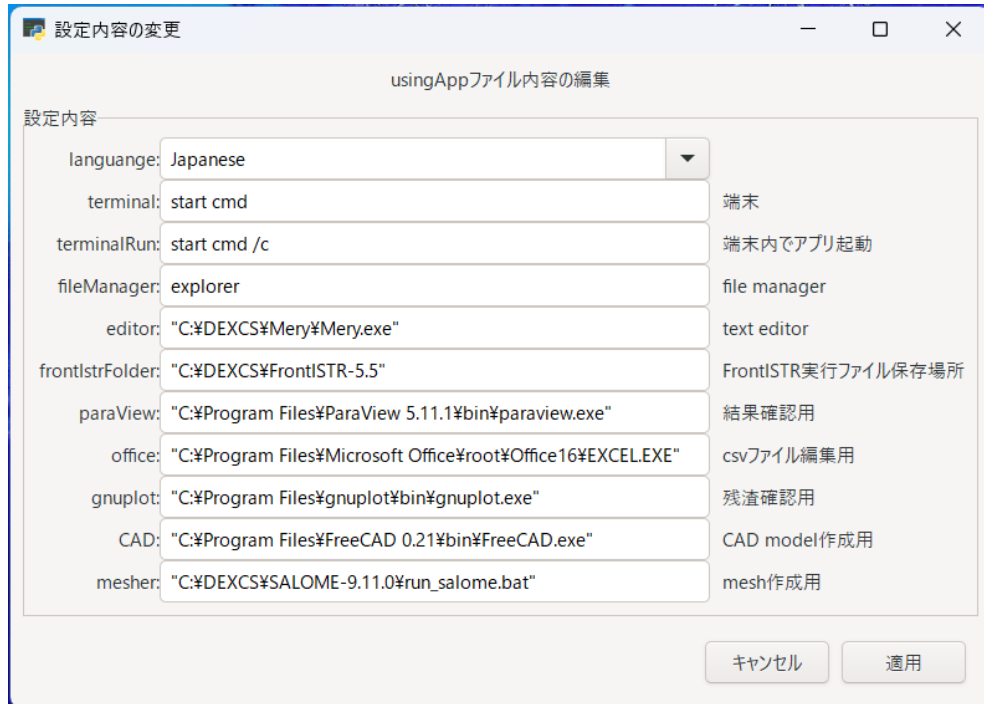 設定内容の変更
usingAppファイル内容の編集
設定内容
languange: Japanese
terminal: start cmd 端末
terminalRun: start cmd /c 端末内でアプリ起動
fileManager: explorer file manager
editor: "C:¥DEXCS¥Mery¥Mery.exe" text editor
frontIstrFolder: "C:¥DEXCS¥FrontISTR-5.5" FrontISTR実行ファイル保存場所
paraView: "C:¥Program Files¥ParaView 5.11.1¥bin¥paraview.exe" 結果確認用
office: "C:¥Program Files¥Microsoft Office¥root¥Office16¥EXCEL.EXE" csvファイル編集用
gnuplot: "C:¥Program Files¥gnuplot¥bin¥gnuplot.exe" 残渣確認用
CAD: "C:¥Program Files¥FreeCAD 0.21¥bin¥FreeCAD.exe" CAD model作成用
mesher: "C:¥DEXCS¥SALOME-9.11.0¥run_salome.bat" mesh作成用
キャンセル 適用